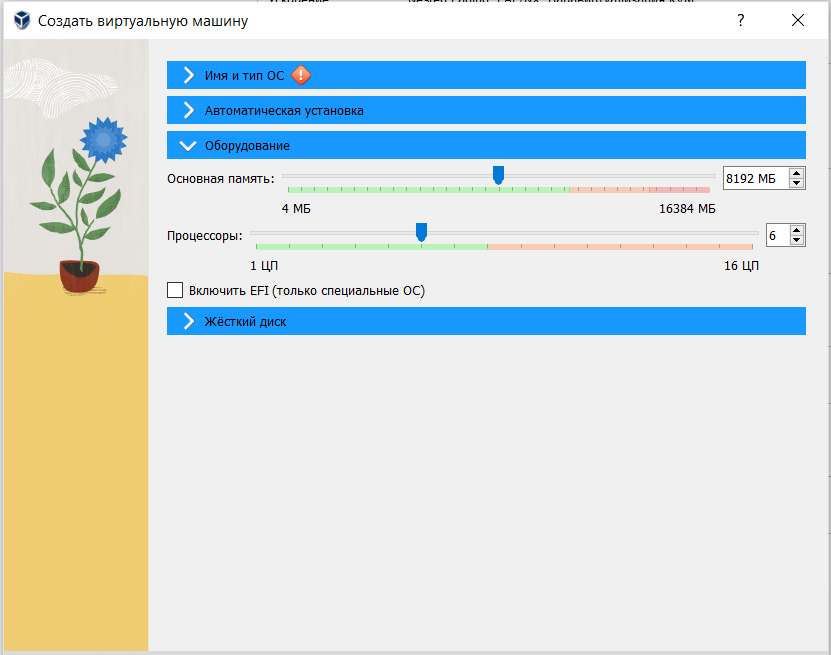 Создать виртуальную машину
?
Имя и тип ОС
Автоматическая установка
Оборудование
Основная память:
8192 МБ
4 МБ
16384 МБ
Процессоры:
6
1 ЦП
16 ЦП
Включить EFI (только специальные ОС)
Жёсткий диск